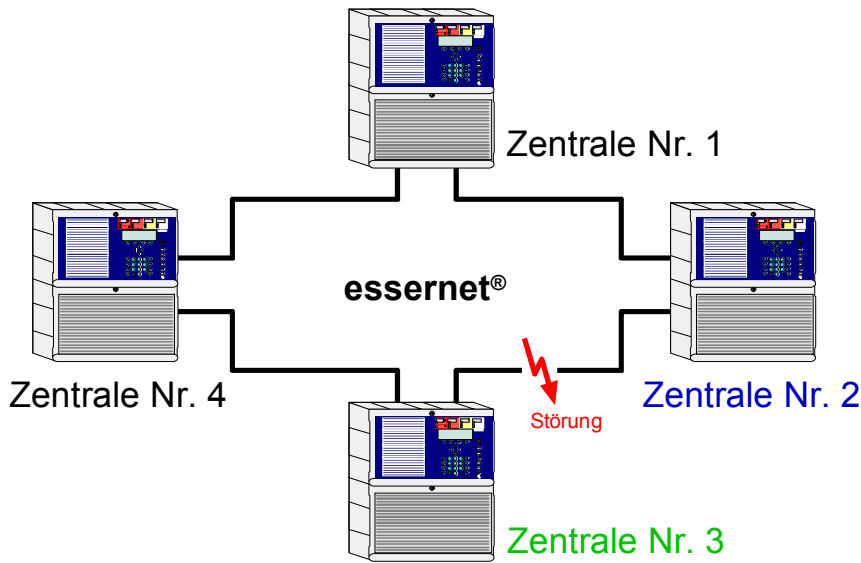 Zentrale Nr. 1
essernet®
Zentrale Nr. 4
Zentrale Nr. 2
Störung
Zentrale Nr. 3